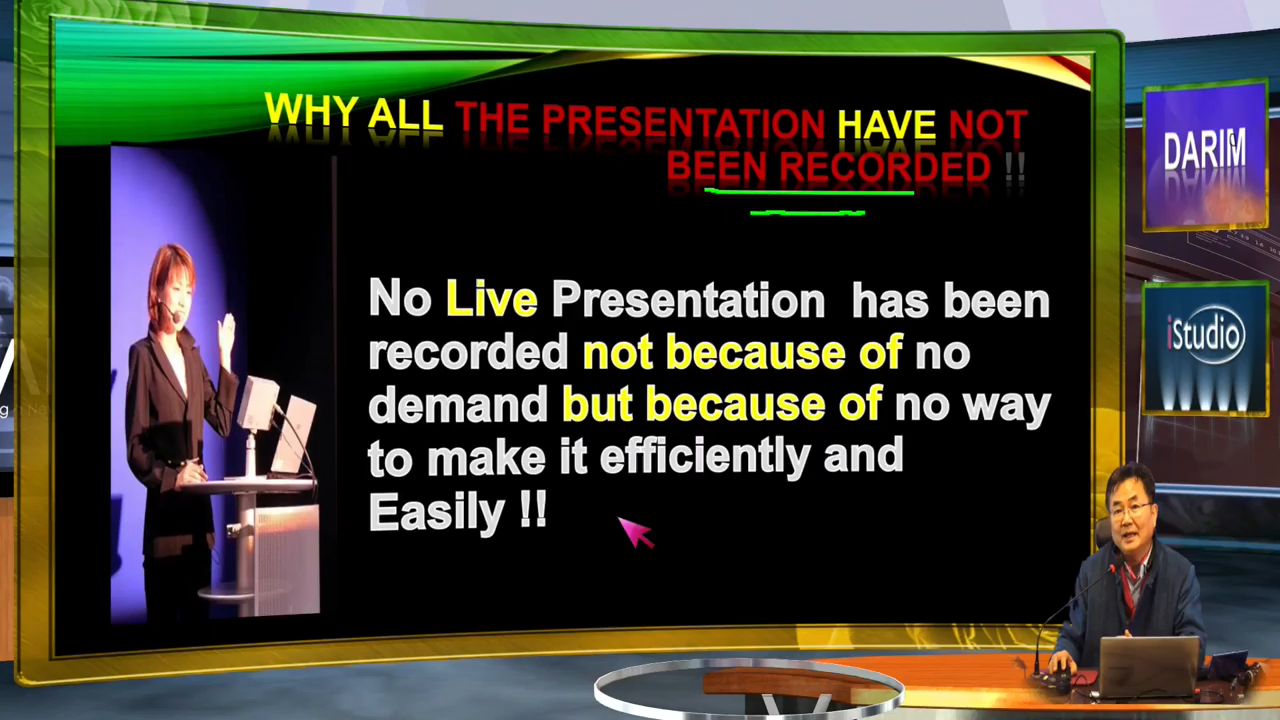 WHY ALL THE PRESENTATION HAVE NOT
BEEN RECORDED !!
No Live Presentation has been
recorded not because of no
demand but because of no way
to make it efficiently and
Easily !!
DARIM
iStudio